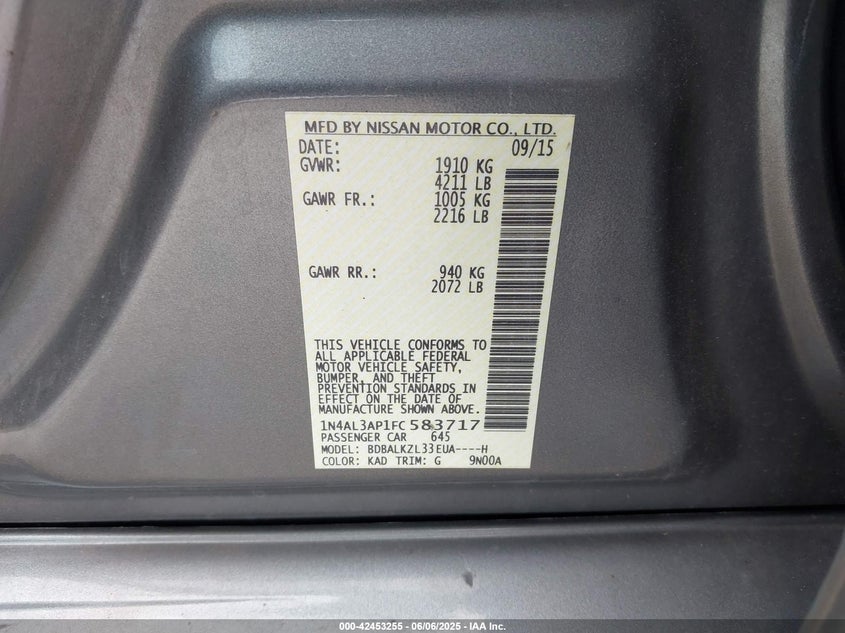 MFD BY NISSAN MOTOR CO., LTD.
DATE: 09/15
GVWR: 1910 KG
4211 LB
GAWR FR.: 1005 KG
2216 LB
GAWR RR.: 940 KG
2072 LB
THIS VEHICLE CONFORMS TO
ALL APPLICABLE FEDERAL
MOTOR VEHICLE SAFETY,
BUMPER, AND THEFT
PREVENTION STANDARDS IN
EFFECT ON THE DATE OF
MANUFACTURE SHOWN ABOVE.
1N4AL3AP1FC583717
PASSENGER CAR 645
MODEL: BDBALKZL33EUA----H
COLOR: KAD TRIM: G 9N00A
000-42453255 - 06/06/2025 - IAA Inc.